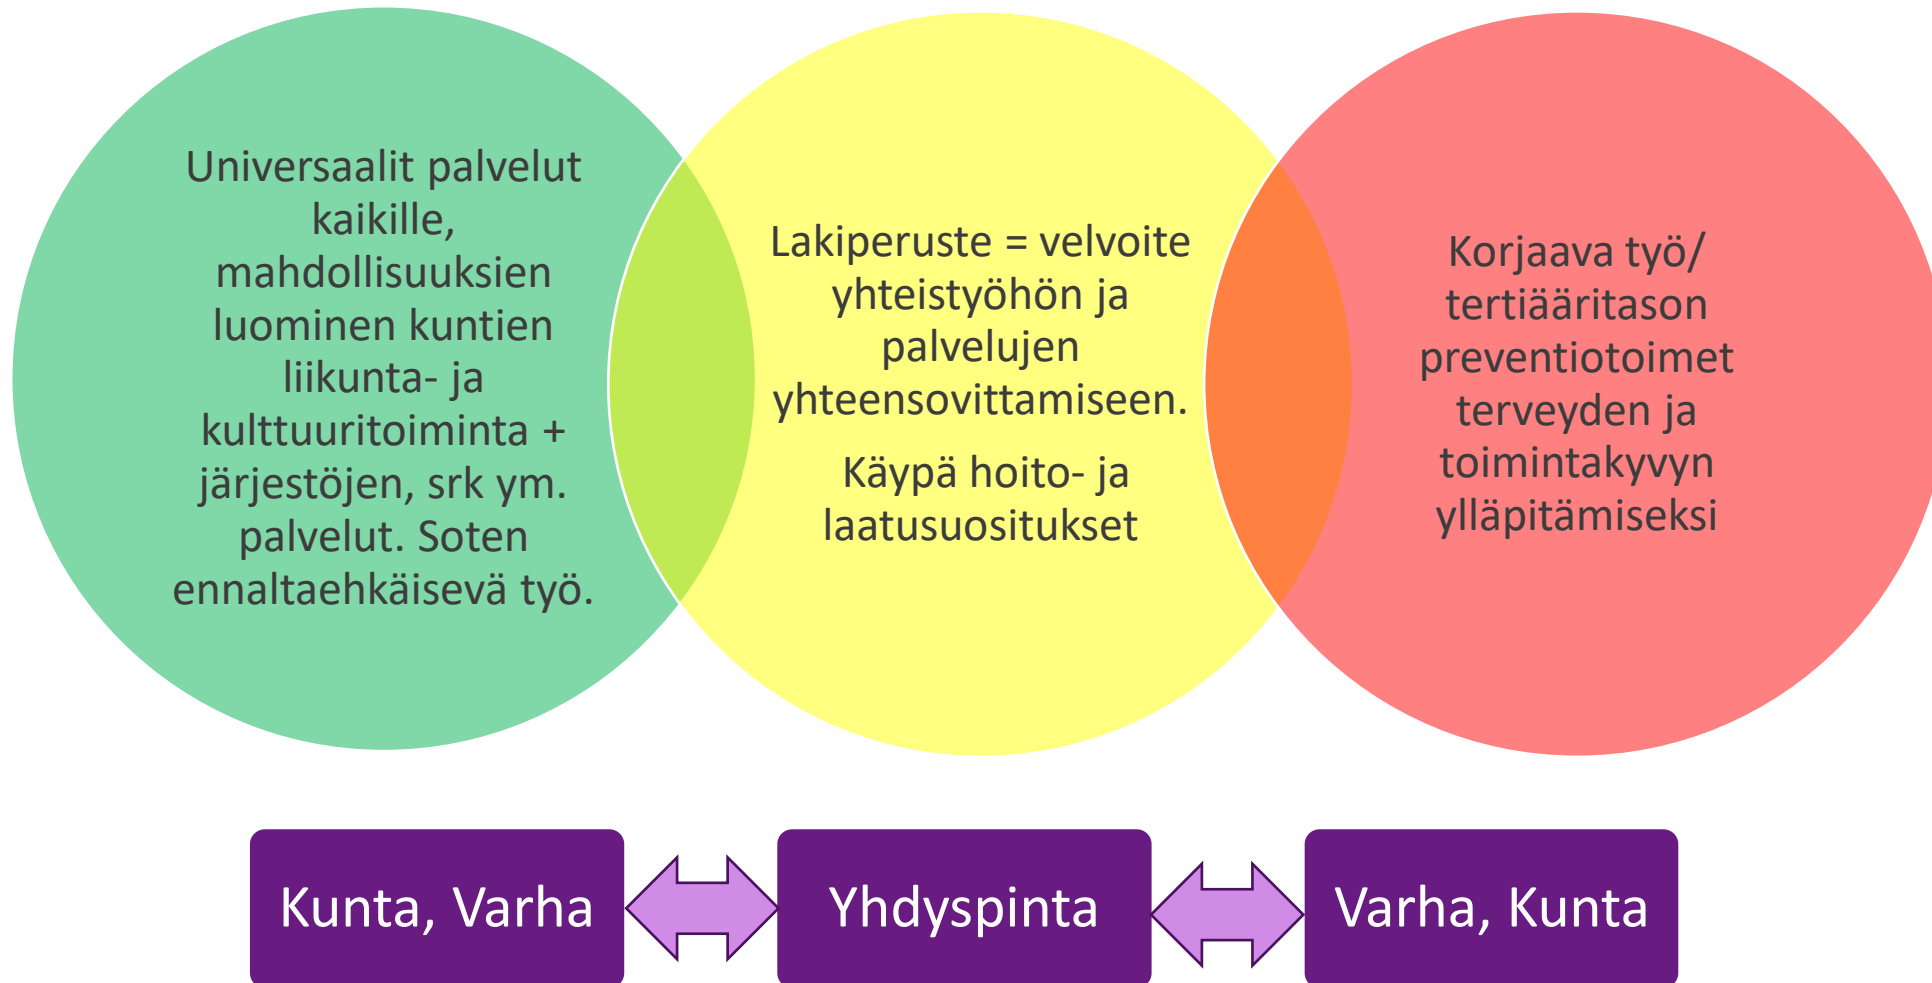 Universaalit palvelut
kaikille,
mahdollisuuksien
luominen kuntien
liikunta- ja
kulttuuritoiminta +
järjestöjen, srk ym.
palvelut. Soten
ennaltaehkäisevä työ.
Lakiperuste = velvoite
yhteistyöhön ja
palvelujen
yhteensovittamiseen.
Käypä hoito- ja
laatusuositukset
Korjaava työ/
tertiääritason
preventiotoimet
terveyden ja
toimintakyvyn
ylläpitämiseksi
Kunta, Varha
Yhdyspinta
Varha, Kunta